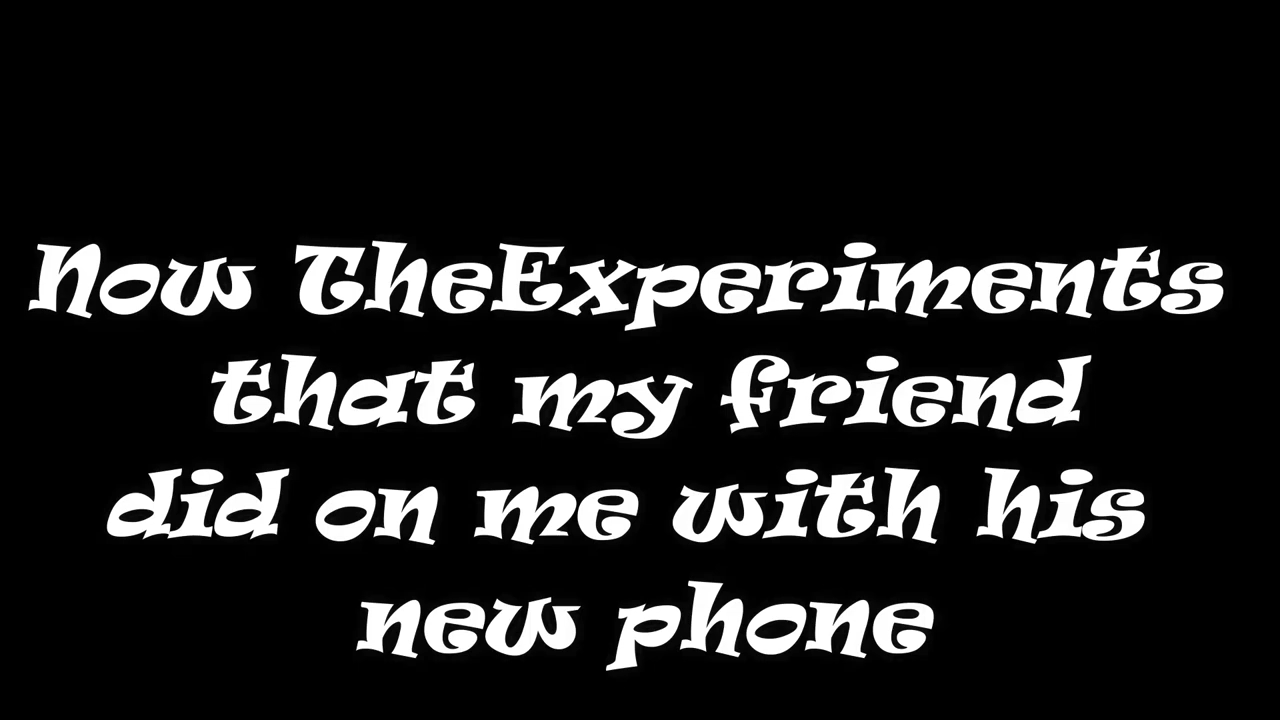 Now TheExperiments
that my friend
did on me with his
new phone